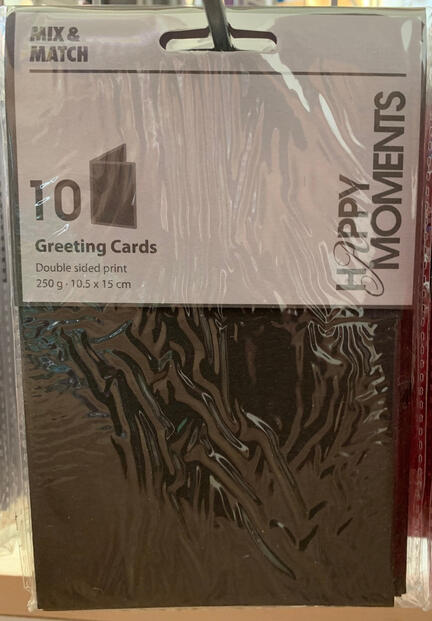 MIX &
MATCH
10
Greeting Cards
Double sided print
250 g · 10.5 x 15 cm
HAPPY
MOMENTS